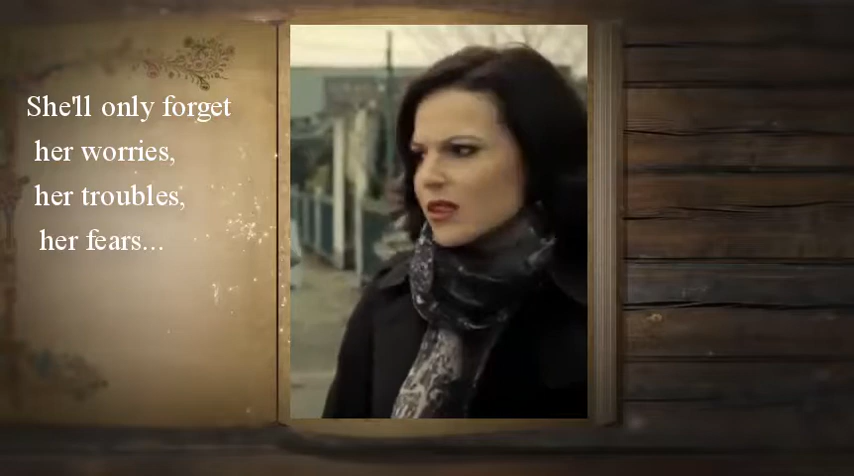 She'll only forget
her worries,
her troubles,
her fears...